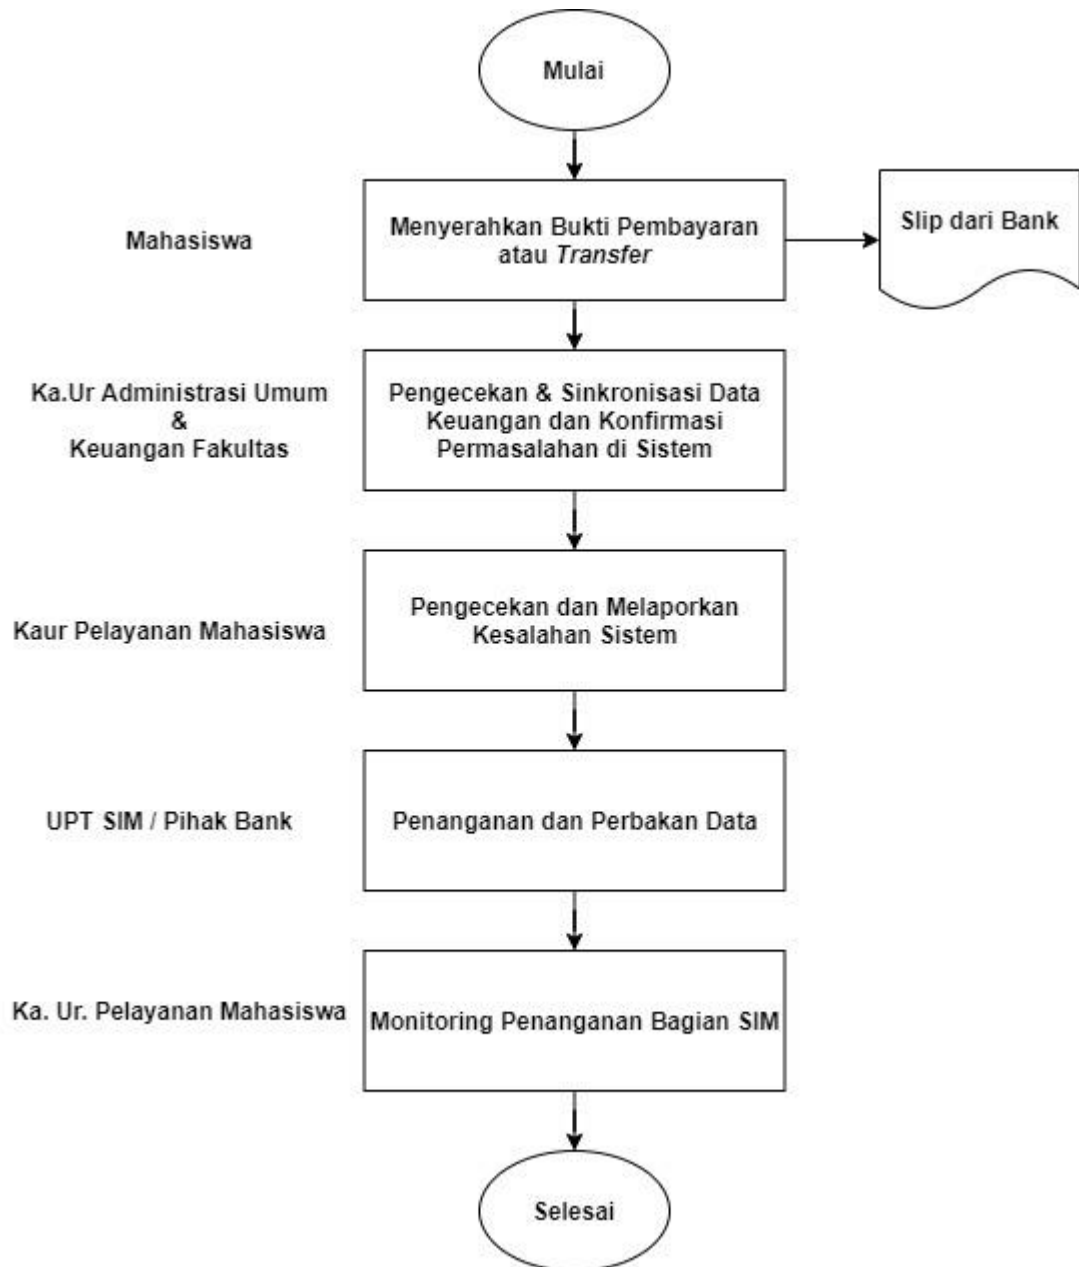 Mulai
Mahasiswa
Menyerahkan Bukti Pembayaran
atau Transfer
Slip dari Bank
Ka.Ur Administrasi Umum
&
Keuangan Fakultas
Pengecekan & Sinkronisasi Data
Keuangan dan Konfirmasi
Permasalahan di Sistem
Kaur Pelayanan Mahasiswa
Pengecekan dan Melaporkan
Kesalahan Sistem
UPT SIM / Pihak Bank
Penanganan dan Perbakan Data
Ka. Ur. Pelayanan Mahasiswa
Monitoring Penanganan Bagian SIM
Selesai